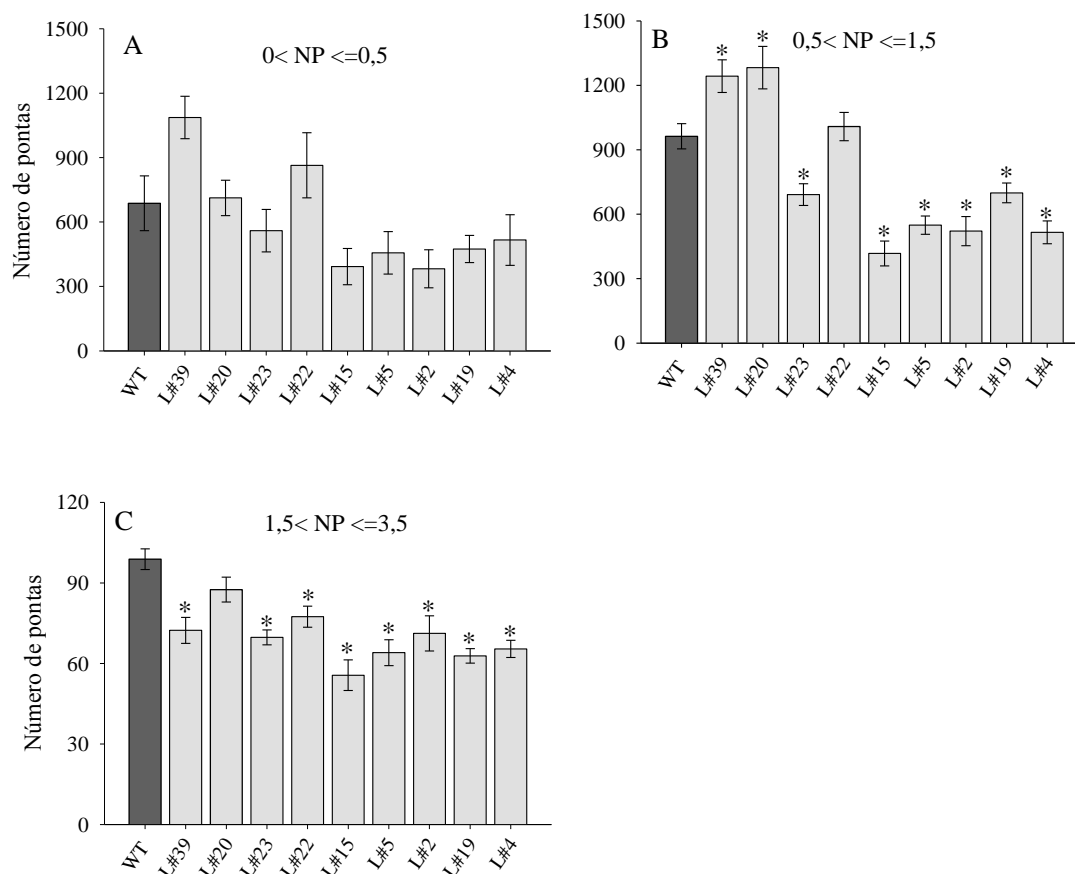 A
0< NP <=0,5
Número de pontas
1500
1200
900
600
300
0
WT
L#39
L#20
L#23
L#22
L#15
L#5
L#2
L#19
L#4
B
0,5< NP <=1,5
1500
1200
900
600
300
0
* * * * * * * *
WT
L#39
L#20
L#23
L#22
L#15
L#5
L#2
L#19
L#4
C
1,5< NP <=3,5
Número de pontas
120
90
60
30
0
* * * * * * * *
WT
L#39
L#20
L#23
L#22
L#15
L#5
L#2
L#19
L#4